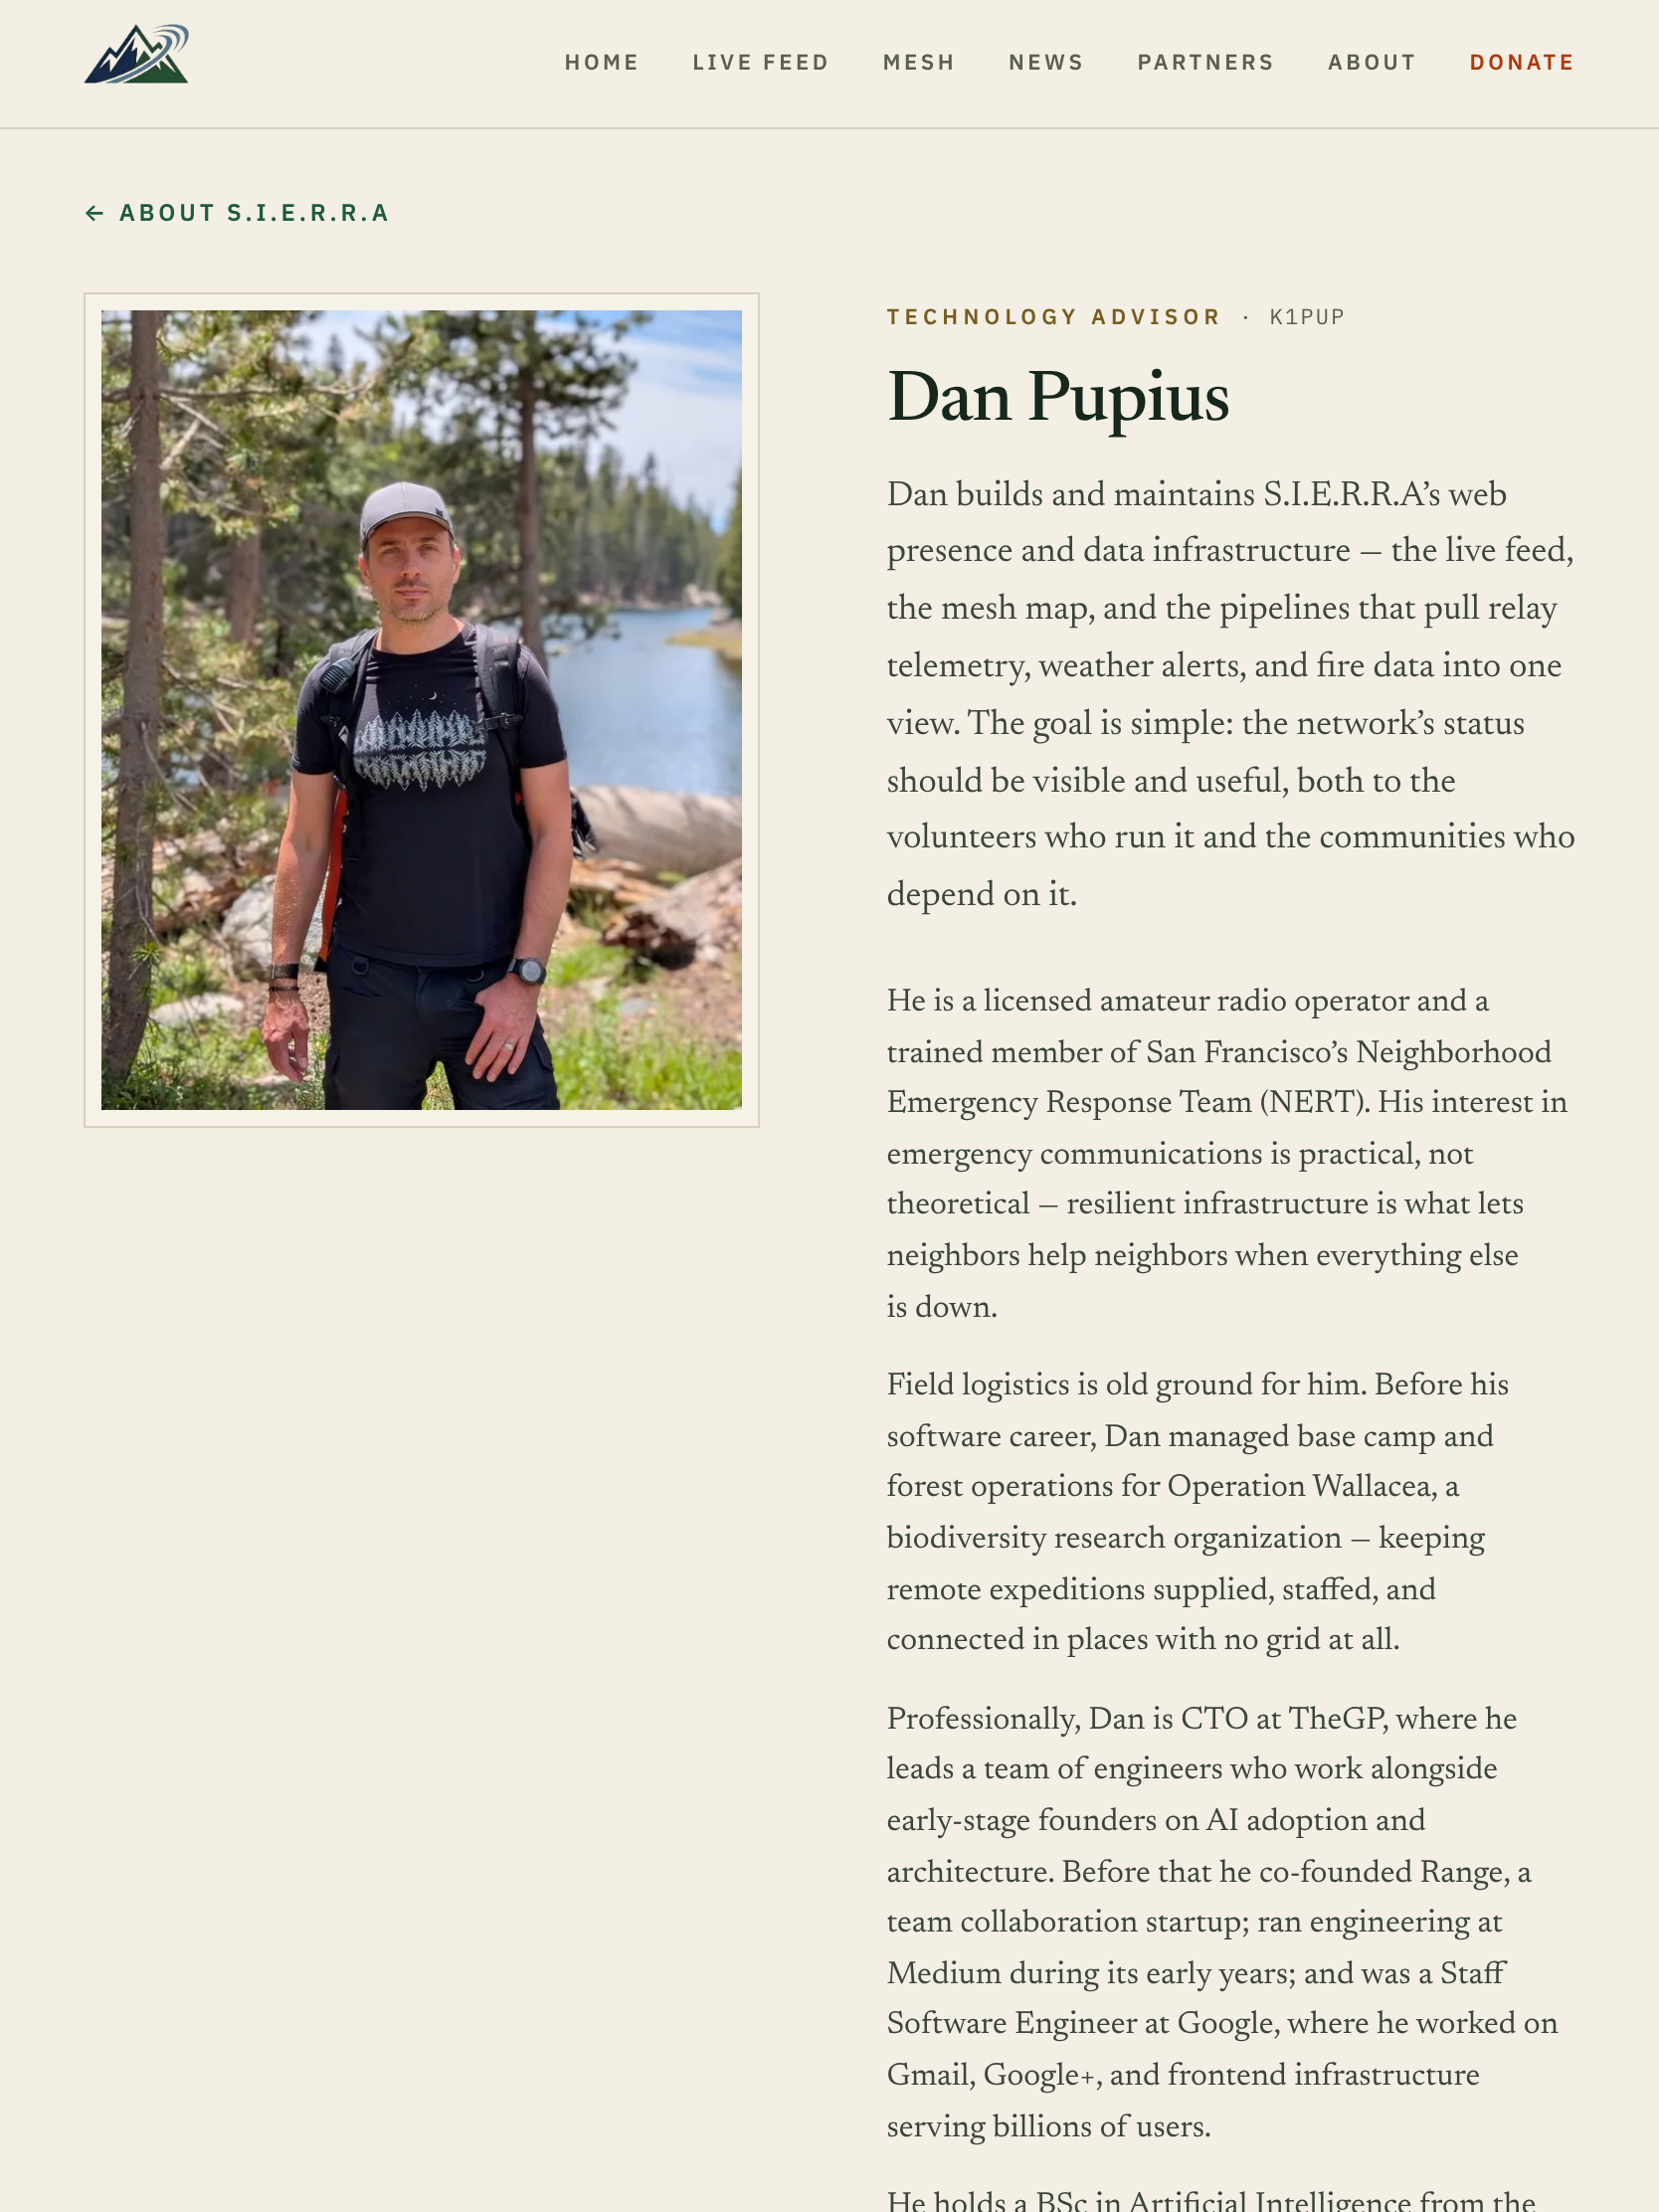 HOME LIVE FEED MESH NEWS PARTNERS ABOUT DONATE
← ABOUT S.I.E.R.R.A
TECHNOLOGY ADVISOR · K1PUP
Dan Pupius
Dan builds and maintains S.I.E.R.R.A’s web
presence and data infrastructure — the live feed,
the mesh map, and the pipelines that pull relay
telemetry, weather alerts, and fire data into one
view. The goal is simple: the network’s status
should be visible and useful, both to the
volunteers who run it and the communities who
depend on it.
He is a licensed amateur radio operator and a
trained member of San Francisco’s Neighborhood
Emergency Response Team (NERT). His interest in
emergency communications is practical, not
theoretical — resilient infrastructure is what lets
neighbors help neighbors when everything else
is down.
Field logistics is old ground for him. Before his
software career, Dan managed base camp and
forest operations for Operation Wallacea, a
biodiversity research organization — keeping
remote expeditions supplied, staffed, and
connected in places with no grid at all.
Professionally, Dan is CTO at TheGP, where he
leads a team of engineers who work alongside
early-stage founders on AI adoption and
architecture. Before that he co-founded Range, a
team collaboration startup; ran engineering at
Medium during its early years; and was a Staff
Software Engineer at Google, where he worked on
Gmail, Google+, and frontend infrastructure
serving billions of users.
He holds a BSc in Artificial Intelligence from the